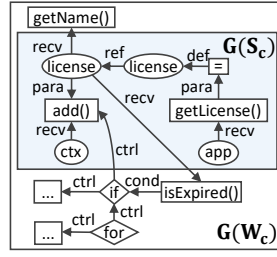 getName()
G(S_c)
recv
license
ref
license
def
=
para
recv
para
add()
getLicense()
recv
ctrl
recv
ctx
app
...
ctrl
if
cond
isExpired()
ctrl
...
ctrl
for
G(W_c)